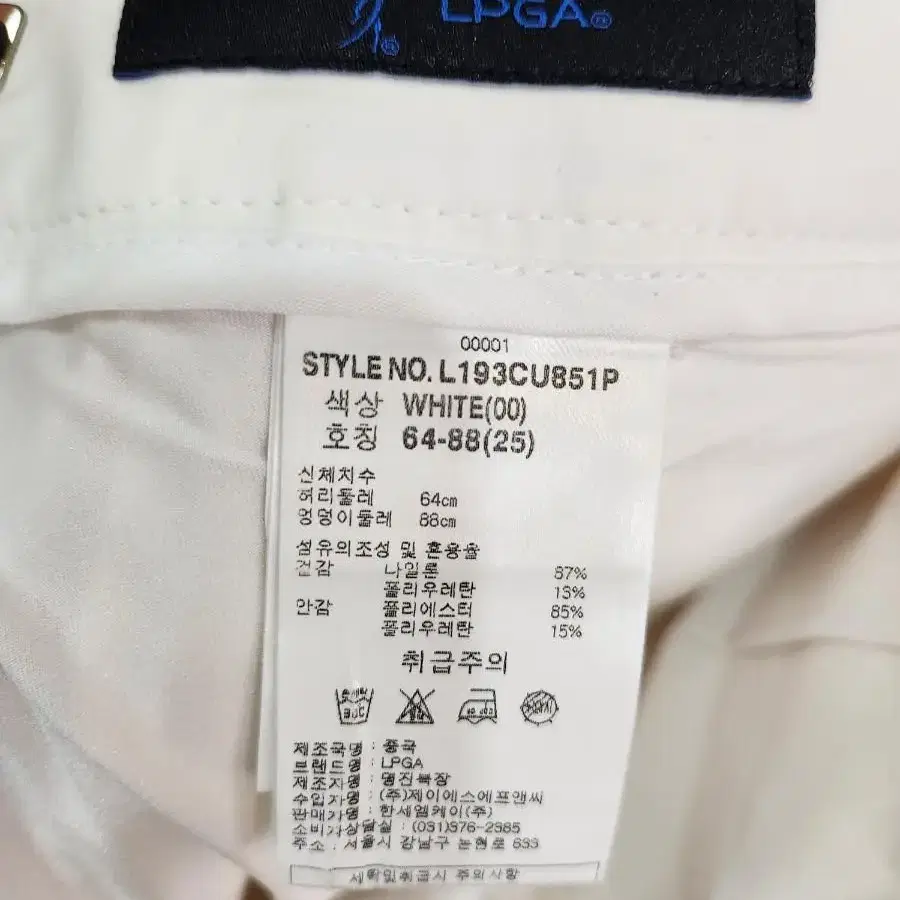 LPGA®
00001
STYLE NO. L193CU851P
색상 WHITE(00)
호칭 64-88(25)
신체치수
허리둘레 64cm
엉덩이둘레 88cm
섬유의조성 및 혼용율
겉감 나일론 87%
폴리우레탄 13%
안감 폴리에스터 85%
폴리우레탄 15%
취급주의
제조국명 : 중국
브랜드명 : LPGA
제조자명 : 명진복장
수입자명 : (주)제이에스에프앤씨
판매자명 : 한세엘케이(주)
소비자상담실 : (031)376-2385
주소 : 서울시 강남구 논현로 633
세탁및취급시 주의사항